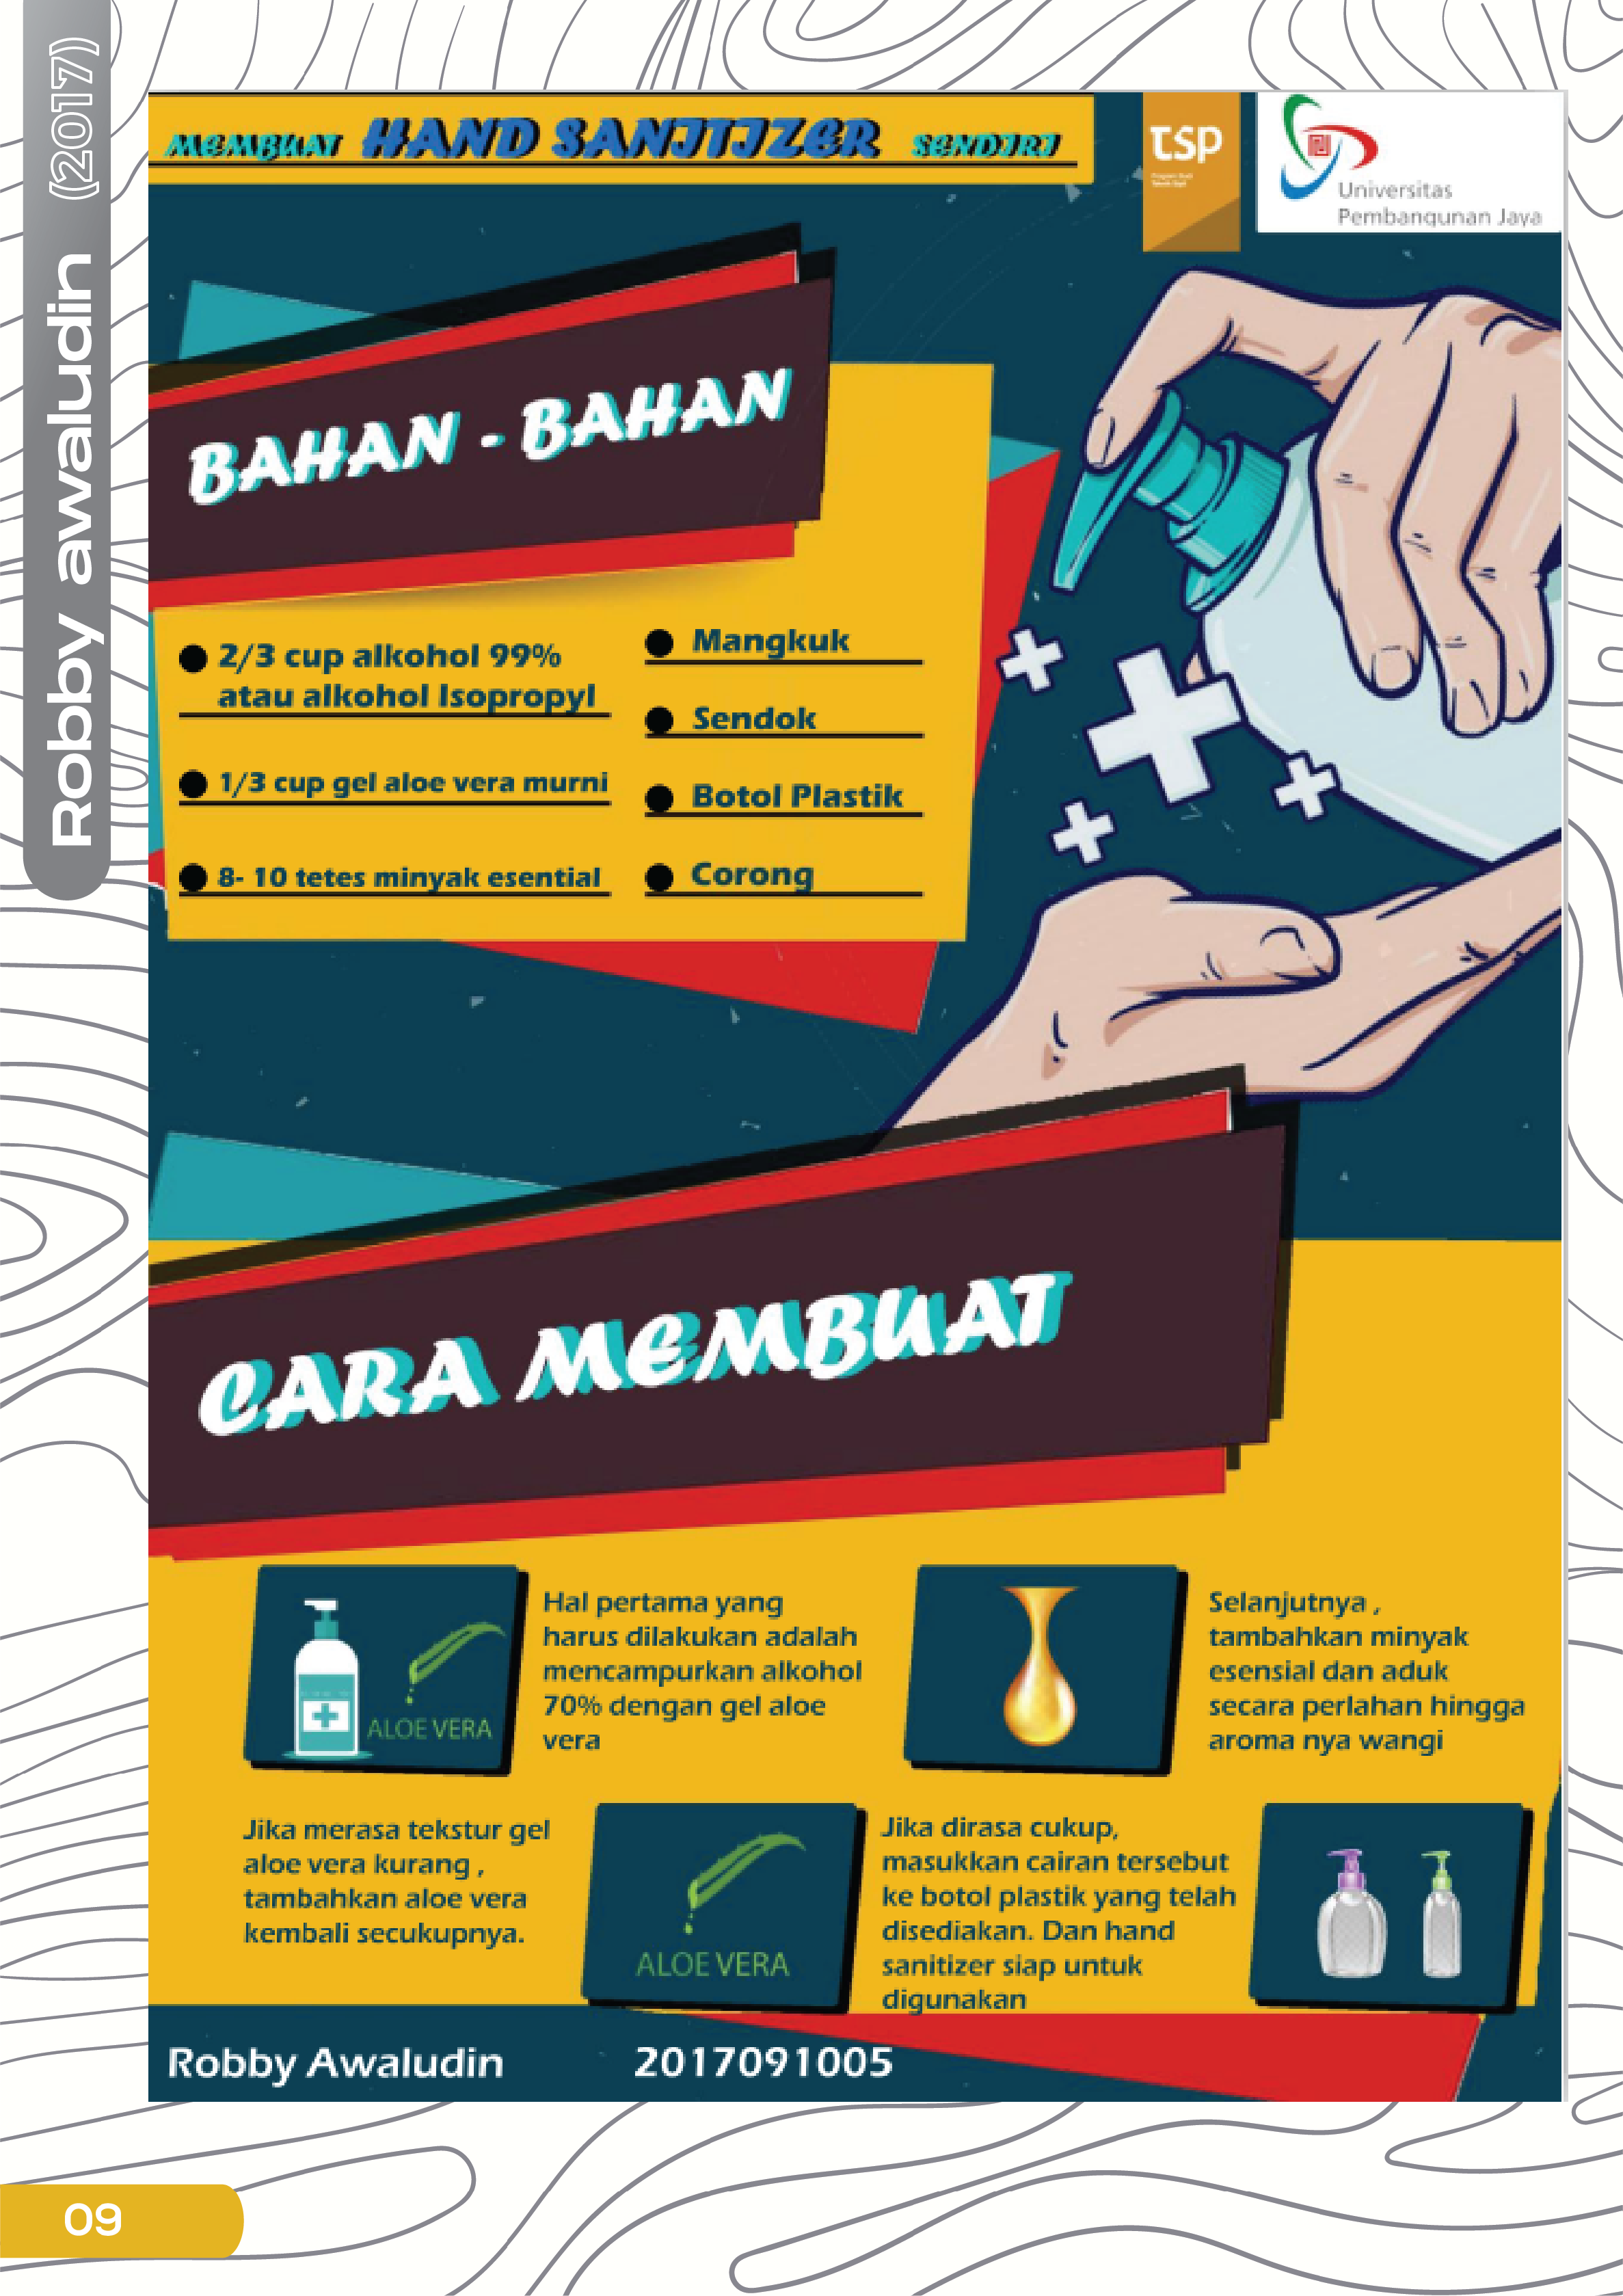 Robby awaludin (2017)
MEMBUAT HAND SANITIZER SENDIRI
tsp
Program Studi
Teknik Sipil
Universitas
Pembangunan Jaya
BAHAN - BAHAN
2/3 cup alkohol 99%
atau alkohol Isopropyl
1/3 cup gel aloe vera murni
8- 10 tetes minyak esential
Mangkuk
Sendok
Botol Plastik
Corong
CARA MEMBUAT
ALOE VERA
Hal pertama yang
harus dilakukan adalah
mencampurkan alkohol
70% dengan gel aloe
vera
Selanjutnya ,
tambahkan minyak
esensial dan aduk
secara perlahan hingga
aroma nya wangi
Jika merasa tekstur gel
aloe vera kurang ,
tambahkan aloe vera
kembali secukupnya.
ALOE VERA
Jika dirasa cukup,
masukkan cairan tersebut
ke botol plastik yang telah
disediakan. Dan hand
sanitizer siap untuk
digunakan
Robby Awaludin 2017091005
09